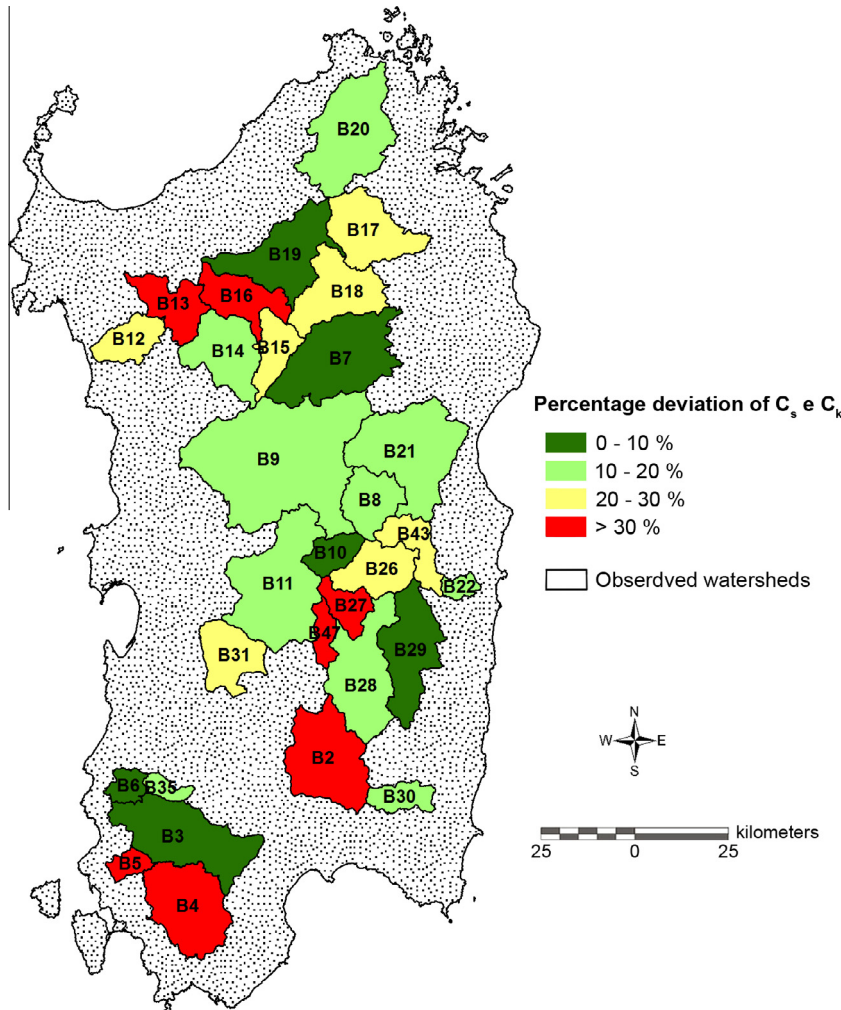 B20
B17
B19
B18
B13
B16
B12
B14
B15
B7
Percentage deviation of Cs e Ck
0 - 10 %
10 - 20 %
20 - 30 %
> 30 %
Obserdved watersheds
B9
B21
B8
B43
B10
B26
B11
B22
B27
B47
B29
B31
B28
N
W
E
S
B2
B6
B35
B30
B3
B5
B4
kilometers
25 0 25